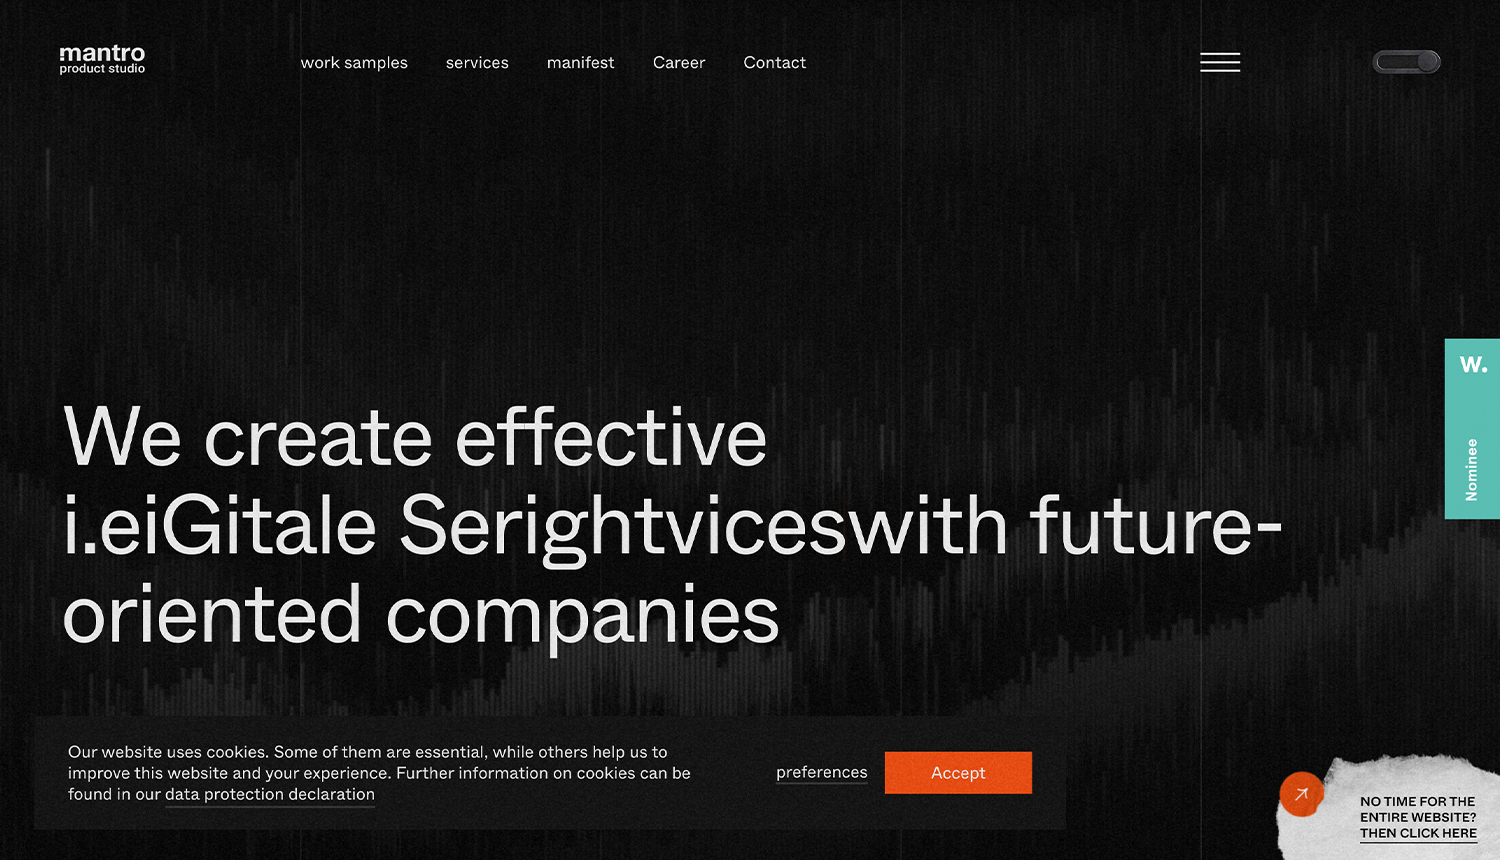 mantro
product studio
work samples services manifest Career Contact
W.
Nominee
We create effective
i.eiGitale Serightviceswith future-
oriented companies
Our website uses cookies. Some of them are essential, while others help us to
improve this website and your experience. Further information on cookies can be
found in our data protection declaration
preferences
Accept
NO TIME FOR THE
ENTIRE WEBSITE?
THEN CLICK HERE